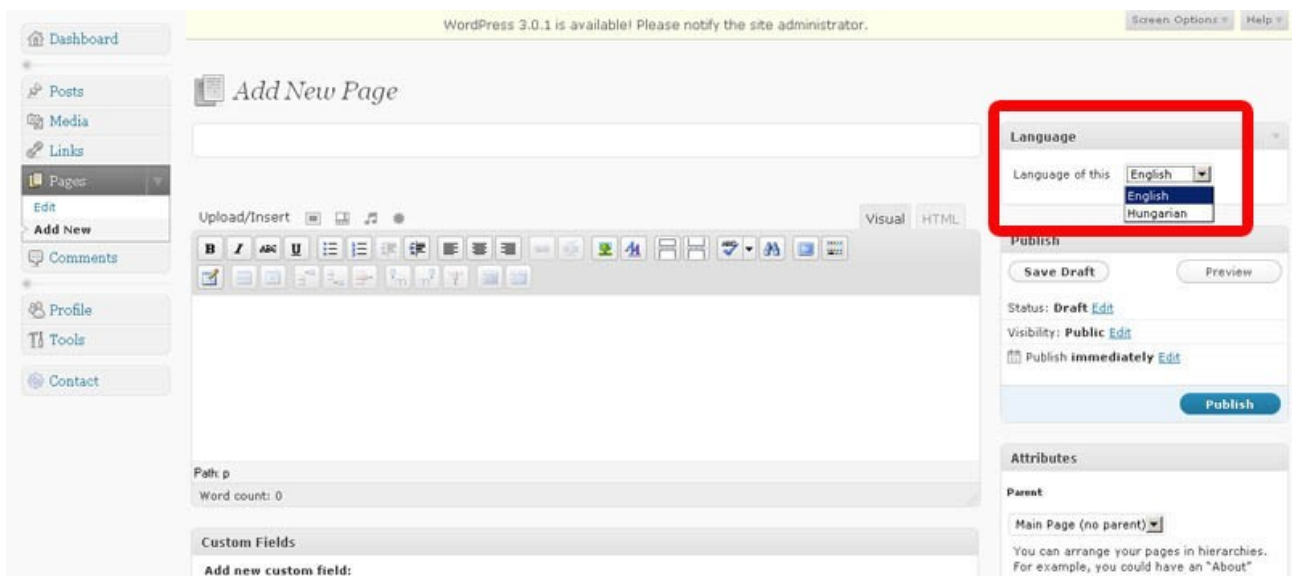 WordPress 3.0.1 is available! Please notify the site administrator.
Screen Options Help
Dashboard
Posts
Media
Links
Pages
Edit
Add New
Comments
Profile
Tools
Contact
Add New Page
Upload/Insert
Visual HTML
B I ABC U
Path: p
Word count: 0
Custom Fields
Add new custom field:
Language
Language of this English
English
Hungarian
Publish
Save Draft Preview
Status: Draft Edit
Visibility: Public Edit
Publish immediately Edit
Publish
Attributes
Parent
Main Page (no parent)
You can arrange your pages in hierarchies.
For example, you could have an "About"